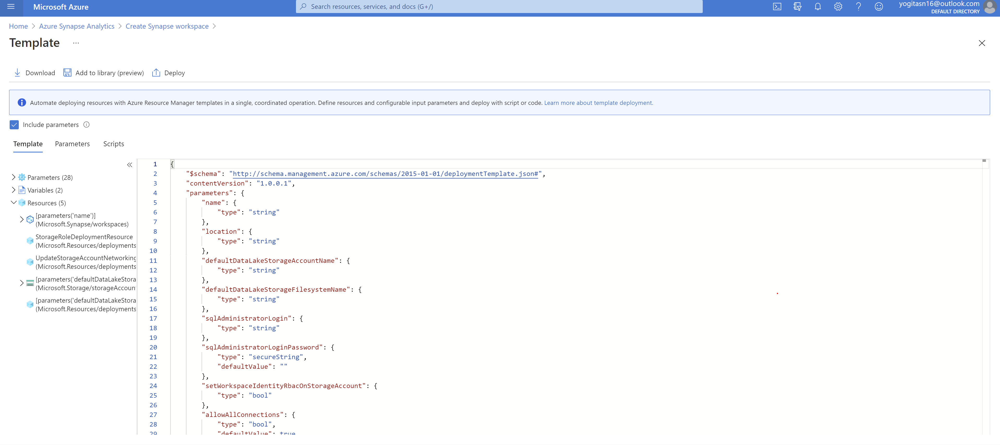 Microsoft Azure
Search resources, services, and docs (G+/)
yogitasn16@outlook.com
DEFAULT DIRECTORY
Home > Azure Synapse Analytics > Create Synapse workspace >
Template ...
Download Add to library (preview) Deploy
Automate deploying resources with Azure Resource Manager templates in a single, coordinated operation. Define resources and configurable input parameters and deploy with script or code. Learn more about template deployment.
Include parameters
Template Parameters Scripts
Parameters (28)
Variables (2)
Resources (5)
[parameters('name')]
(Microsoft.Synapse/workspaces)
StorageRoleDeploymentResource
(Microsoft.Resources/deployments
UpdateStorageAccountNetworking
(Microsoft.Resources/deployments
[parameters('defaultDataLakeStora
(Microsoft.Storage/storageAccoun
[parameters('defaultDataLakeStora
(Microsoft.Resources/deployments
1 {
2 "$schema": "http://schema.management.azure.com/schemas/2015-01-01/deploymentTemplate.json#",
3 "contentVersion": "1.0.0.1",
4 "parameters": {
5 "name": {
6 "type": "string"
7 },
8 "location": {
9 "type": "string"
10 },
11 "defaultDataLakeStorageAccountName": {
12 "type": "string"
13 },
14 "defaultDataLakeStorageFilesystemName": {
15 "type": "string"
16 },
17 "sqlAdministratorLogin": {
18 "type": "string"
19 },
20 "sqlAdministratorLoginPassword": {
21 "type": "secureString",
22 "defaultValue": ""
23 },
24 "setWorkspaceIdentityRbacOnStorageAccount": {
25 "type": "bool"
26 },
27 "allowAllConnections": {
28 "type": "bool",
29 "defaultValue": true